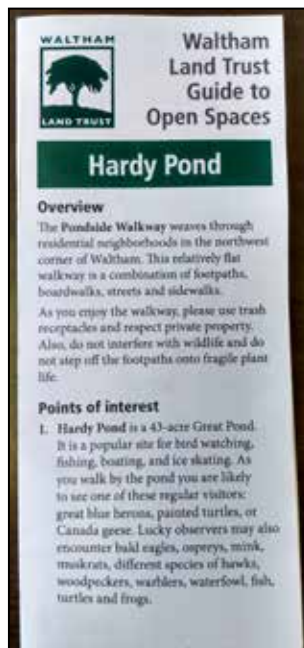 WALTHAM
LAND TRUST
Waltham
Land Trust
Guide to
Open Spaces
Hardy Pond
Overview
The Pondside Walkway weaves through
residential neighborhoods in the northwest
corner of Waltham. This relatively flat
walkway is a combination of footpaths,
boardwalks, streets and sidewalks.
As you enjoy the walkway, please use trash
receptacles and respect private property.
Also, do not interfere with wildlife and do
not step off the footpaths onto fragile plant
life.
Points of interest
1. Hardy Pond is a 43-acre Great Pond.
It is a popular site for bird watching,
fishing, boating, and ice skating. As
you walk by the pond you are likely
to see one of these regular visitors:
great blue herons, painted turtles, or
Canada geese. Lucky observers may also
encounter bald eagles, ospreys, mink,
muskrats, different species of hawks,
woodpeckers, warblers, waterfowl, fish,
turtles and frogs.